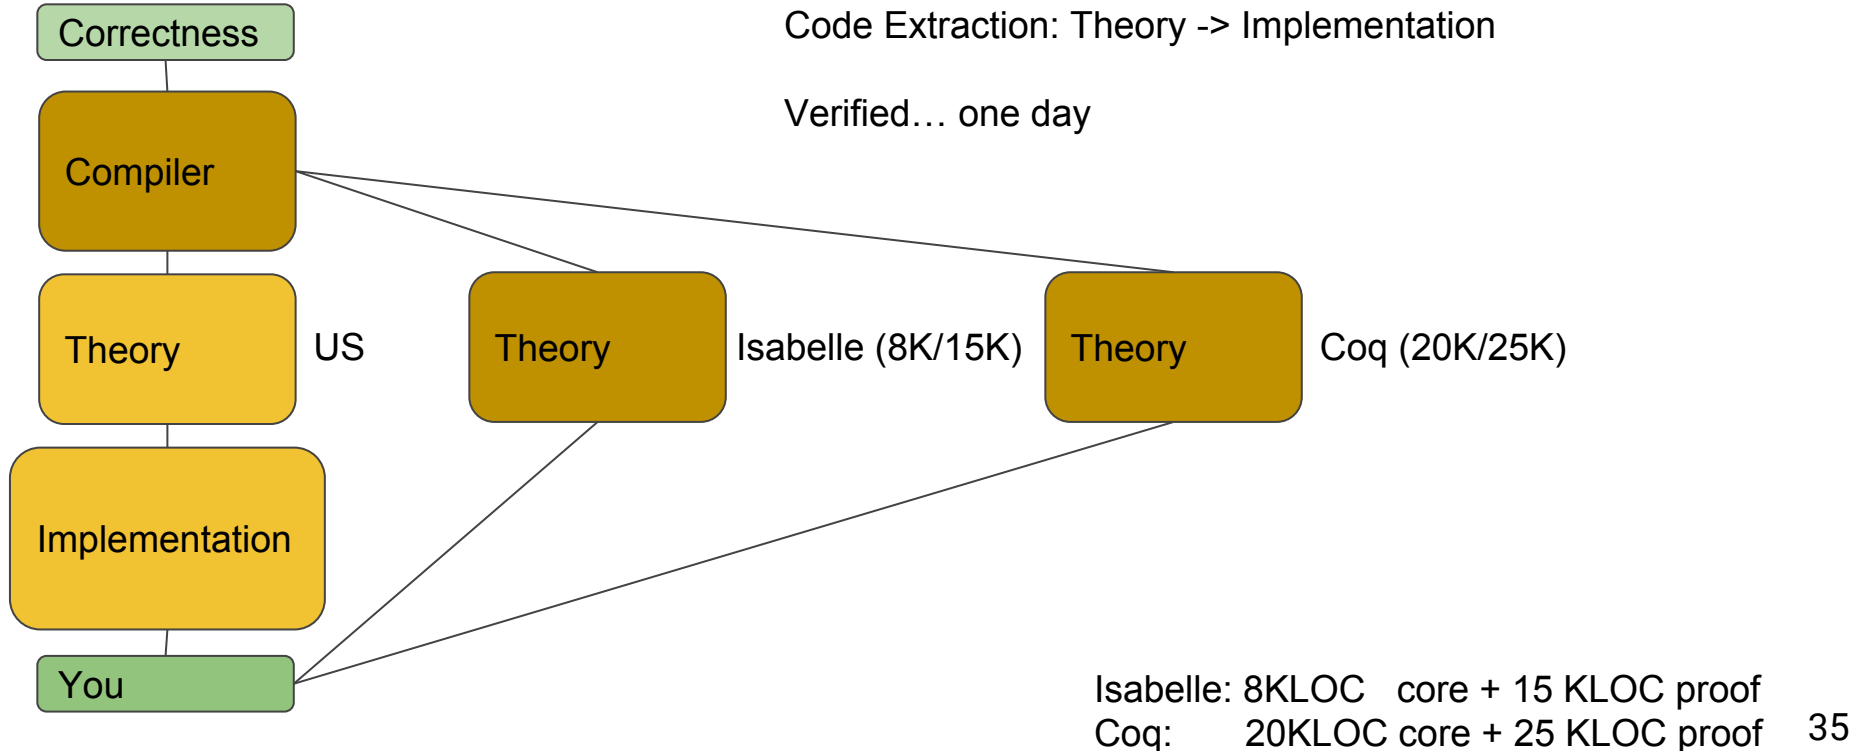 Correctness
Code Extraction: Theory -> Implementation
Verified… one day
Compiler
Theory
US
Theory
Isabelle (8K/15K)
Theory
Coq (20K/25K)
Implementation
You
Isabelle: 8KLOC core + 15 KLOC proof
Coq: 20KLOC core + 25 KLOC proof
35